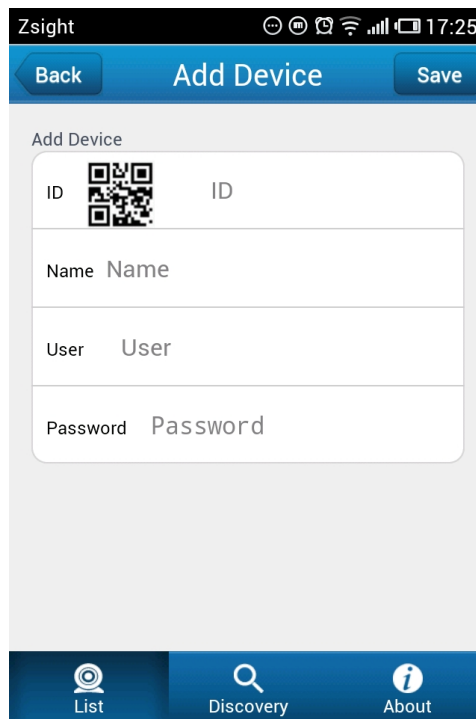 Zsight 17:25
Back Add Device Save
Add Device
ID ID
Name Name
User User
Password Password
List Discovery About